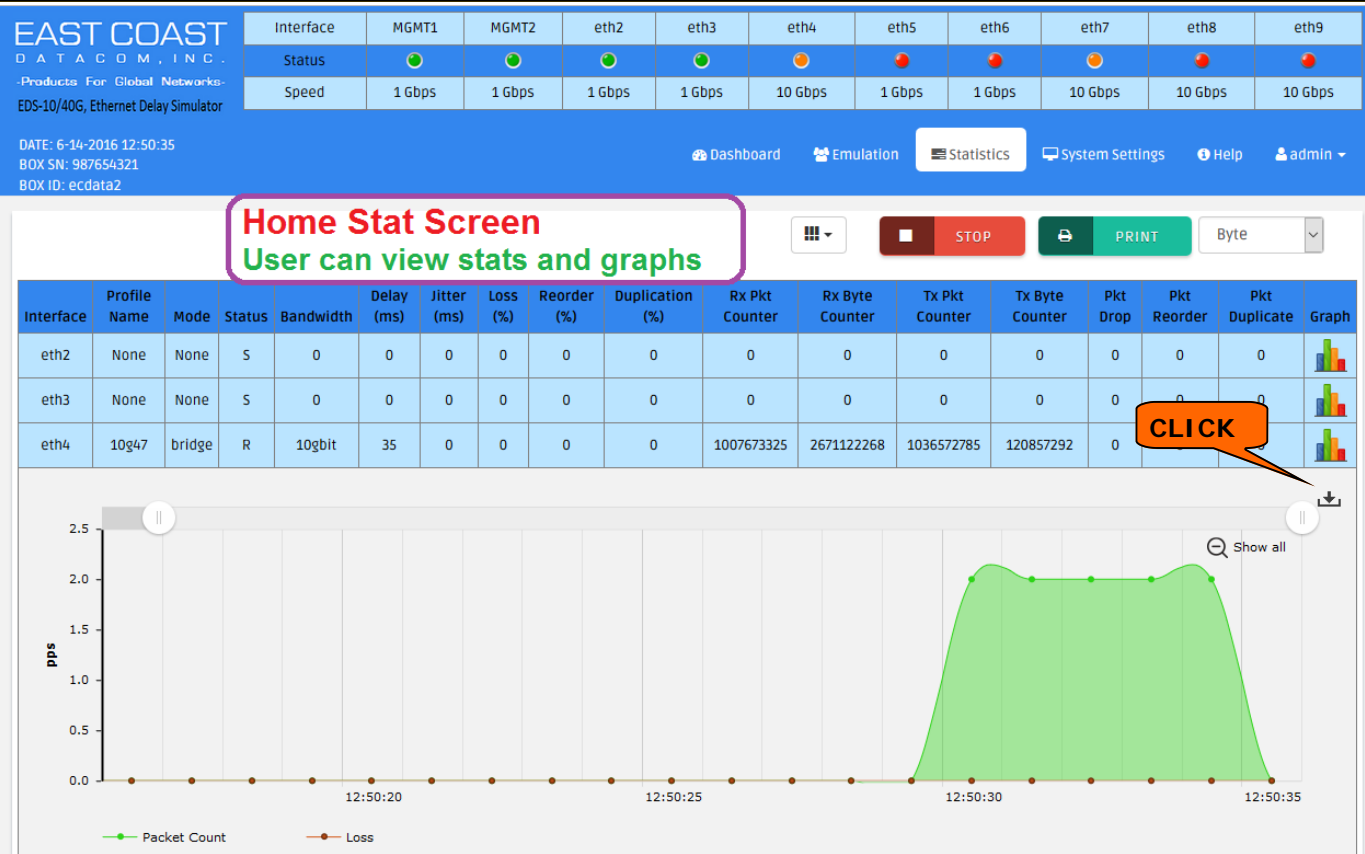 EAST COAST
DATACOM, INC.
-Products For Global Networks-
EDS-10/40G, Ethernet Delay Simulator
Interface MGMT1 MGMT2 eth2 eth3 eth4 eth5 eth6 eth7 eth8 eth9
Status
Speed 1 Gbps 1 Gbps 1 Gbps 1 Gbps 10 Gbps 1 Gbps 1 Gbps 10 Gbps 10 Gbps 10 Gbps
DATE: 6-14-2016 12:50:35
BOX SN: 987654321
BOX ID: ecdata2
Dashboard Emulation Statistics System Settings Help admin
Home Stat Screen
User can view stats and graphs
STOP PRINT Byte
Interface Profile Name Mode Status Bandwidth Delay (ms) Jitter (ms) Loss (%) Reorder (%) Duplication (%) Rx Pkt Counter Rx Byte Counter Tx Pkt Counter Tx Byte Counter Pkt Drop Pkt Reorder Pkt Duplicate Graph
eth2 None None S 0 0 0 0 0 0 0 0 0 0 0 0 0
eth3 None None S 0 0 0 0 0 0 0 0 0 0 0 0 0
eth4 10g47 bridge R 10gbit 35 0 0 0 0 1007673325 2671122268 1036572785 120857292 0 0 0
CLICK
Show all
2.5
2.0
1.5
1.0
0.5
0.0
pps
12:50:20 12:50:25 12:50:30 12:50:35
Packet Count Loss